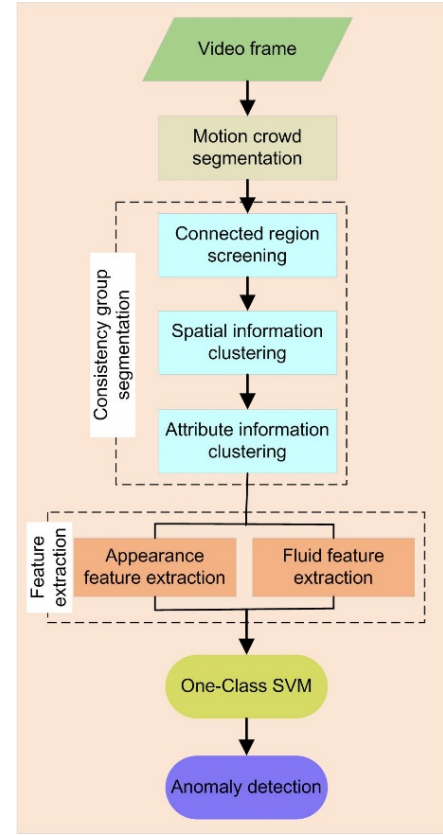 Video frame
Motion crowd
segmentation
Consistency group
segmentation
Connected region
screening
Spatial information
clustering
Attribute information
clustering
Feature
extraction
Appearance
feature extraction
Fluid feature
extraction
One-Class SVM
Anomaly detection